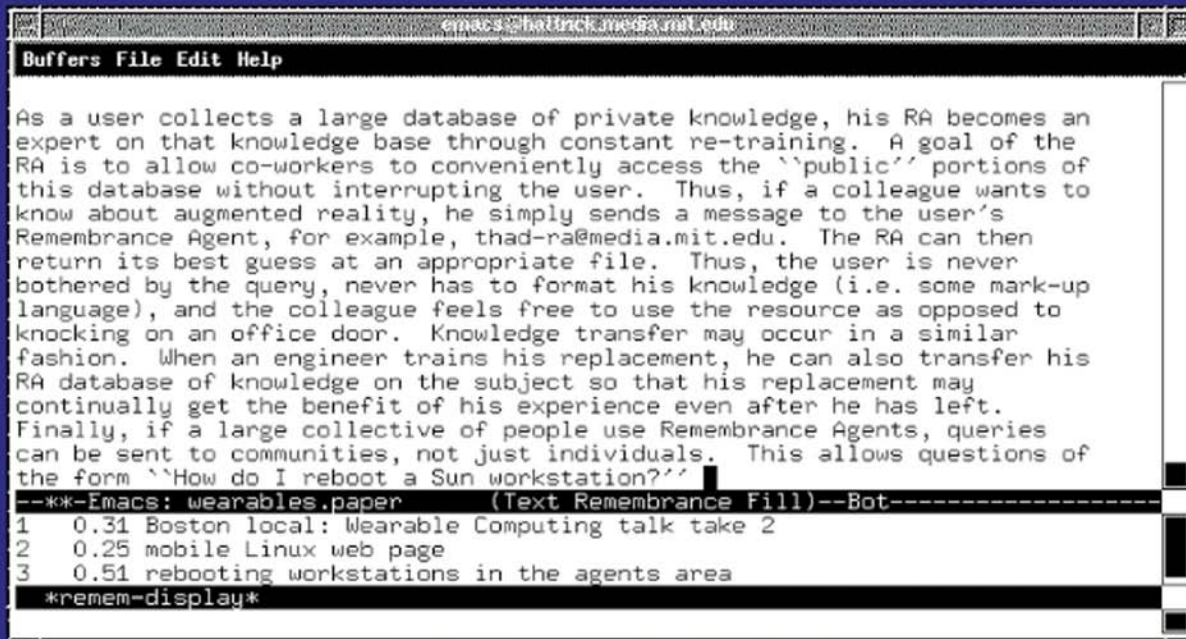 emacs@hattrick.media.mit.edu
Buffers File Edit Help
As a user collects a large database of private knowledge, his RA becomes an
expert on that knowledge base through constant re-training.  A goal of the
RA is to allow co-workers to conveniently access the ``public'' portions of
this database without interrupting the user.  Thus, if a colleague wants to
know about augmented reality, he simply sends a message to the user's
Remembrance Agent, for example, thad-ra@media.mit.edu.  The RA can then
return its best guess at an appropriate file.  Thus, the user is never
bothered by the query, never has to format his knowledge (i.e. some mark-up
language), and the colleague feels free to use the resource as opposed to
knocking on an office door.  Knowledge transfer may occur in a similar
fashion.  When an engineer trains his replacement, he can also transfer his
RA database of knowledge on the subject so that his replacement may
continually get the benefit of his experience even after he has left.
Finally, if a large collective of people use Remembrance Agents, queries
can be sent to communities, not just individuals.  This allows questions of
the form ``How do I reboot a Sun workstation?''
--**-Emacs: wearables.paper      (Text Remembrance Fill)--Bot-------------------
1   0.31 Boston local: Wearable Computing talk take 2
2   0.25 mobile Linux web page
3   0.51 rebooting workstations in the agents area
*remem-display*